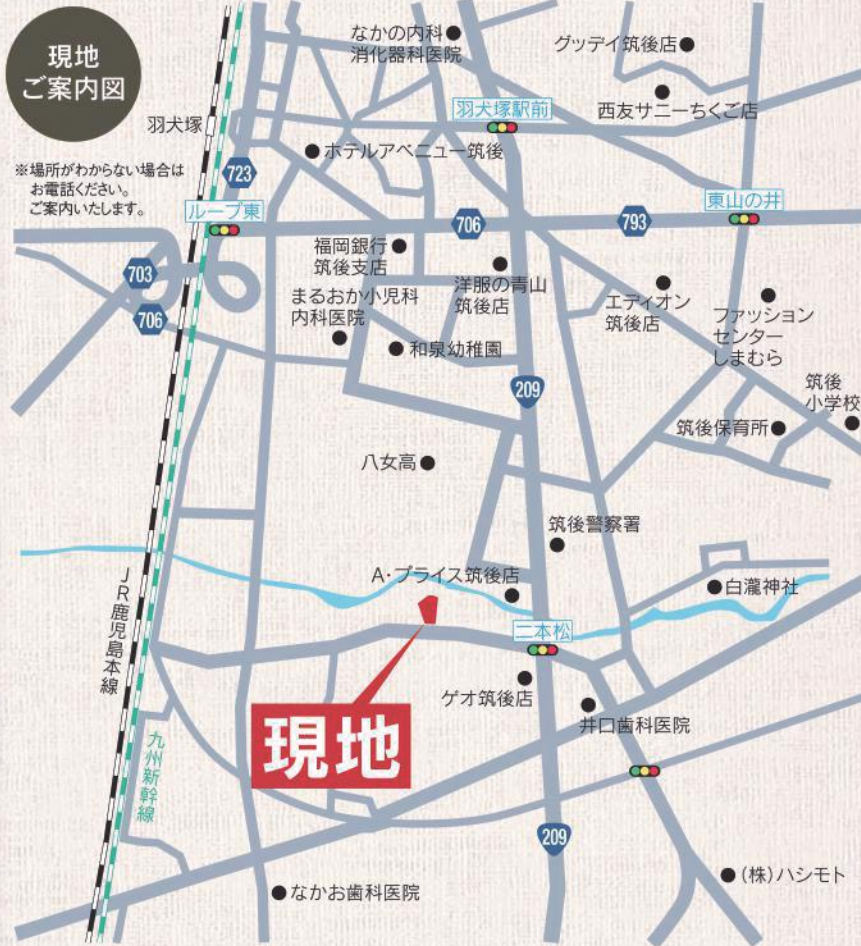 現地
ご案内図
※場所がわからない場合は
お電話ください。
ご案内いたします。
なかの内科
消化器科医院
グッデイ筑後店
羽犬塚駅前
西友サニーちくご店
羽犬塚
ホテルアベニュー筑後
723
ループ東
706
793
東山の井
福岡銀行
筑後支店
703
洋服の青山
筑後店
まるおか小児科
内科医院
エディオン
筑後店
ファッション
センター
しまむら
706
和泉幼稚園
209
筑後
小学校
筑後保育所
八女高
筑後警察署
A・プライス筑後店
白瀧神社
JR鹿児島本線
二本松
ゲオ筑後店
井口歯科医院
現地
九州新幹線
209
なかお歯科医院
(株)ハシモト